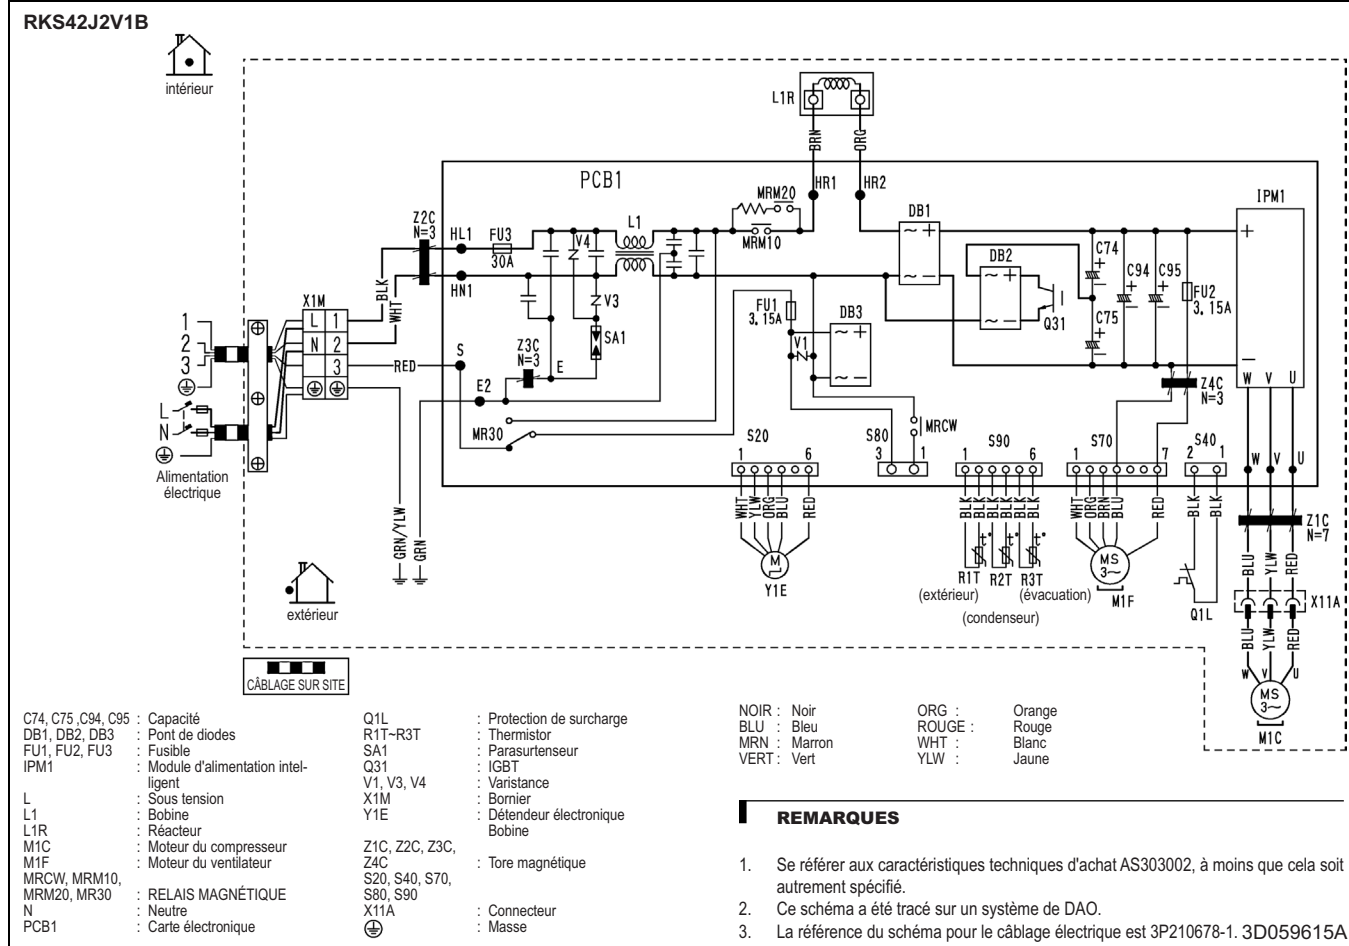 RKS42J2V1B
intérieur
L1R
BRN
ORG
PCB1
HR1
HR2
MRM20
MRM10
IPM1
Z2C
N=3
HL1
FU3
30A
V4
L1
DB1
DB2
C74
C94
C95
C75
FU2
3.15A
Q31
HN1
BLK
WHT
X1M
L 1
N 2
3
1
2
3
L
N
Alimentation
électrique
RED
S
V3
SA1
Z3C
N=3
E
E2
FU1
3.15A
V1
DB3
W V U
Z4C
N=3
MR30
MRCW
S20
1 6
S80
3 1
S90
1 6
S70
1 7
S40
2 1
W V U
WHT
YLW
ORG
BLU
RED
BLK
BLK
BLK
BLK
BLK
BLK
WHT
ORG
BRN
BLU
RED
BLK
BLK
Z1C
N=7
GRN/YLW
GRN
M
Y1E
t°
t°
t°
R1T R2T R3T
(extérieur)
(évacuation)
(condenseur)
MS
3~
M1F
Q1L
BLU
YLW
RED
X11A
BLU
YLW
RED
W V U
MS
3~
M1C
extérieur
CÂBLAGE SUR SITE
C74, C75 ,C94, C95 : Capacité
DB1, DB2, DB3 : Pont de diodes
FU1, FU2, FU3 : Fusible
IPM1 : Module d'alimentation intel-
ligent
L : Sous tension
L1 : Bobine
L1R : Réacteur
M1C : Moteur du compresseur
M1F : Moteur du ventilateur
MRCW, MRM10,
MRM20, MR30 : RELAIS MAGNÉTIQUE
N : Neutre
PCB1 : Carte électronique
Q1L : Protection de surcharge
R1T~R3T : Thermistor
SA1 : Parasurtenseur
Q31 : IGBT
V1, V3, V4 : Varistance
X1M : Bornier
Y1E : Détendeur électronique
Bobine
Z1C, Z2C, Z3C,
Z4C : Tore magnétique
S20, S40, S70,
S80, S90
X11A : Connecteur
: Masse
NOIR : Noir
BLU : Bleu
MRN : Marron
VERT : Vert
ORG : Orange
ROUGE : Rouge
WHT : Blanc
YLW : Jaune
REMARQUES
1. Se référer aux caractéristiques techniques d'achat AS303002, à moins que cela soit
autrement spécifié.
2. Ce schéma a été tracé sur un système de DAO.
3. La référence du schéma pour le câblage électrique est 3P210678-1. 3D059615A